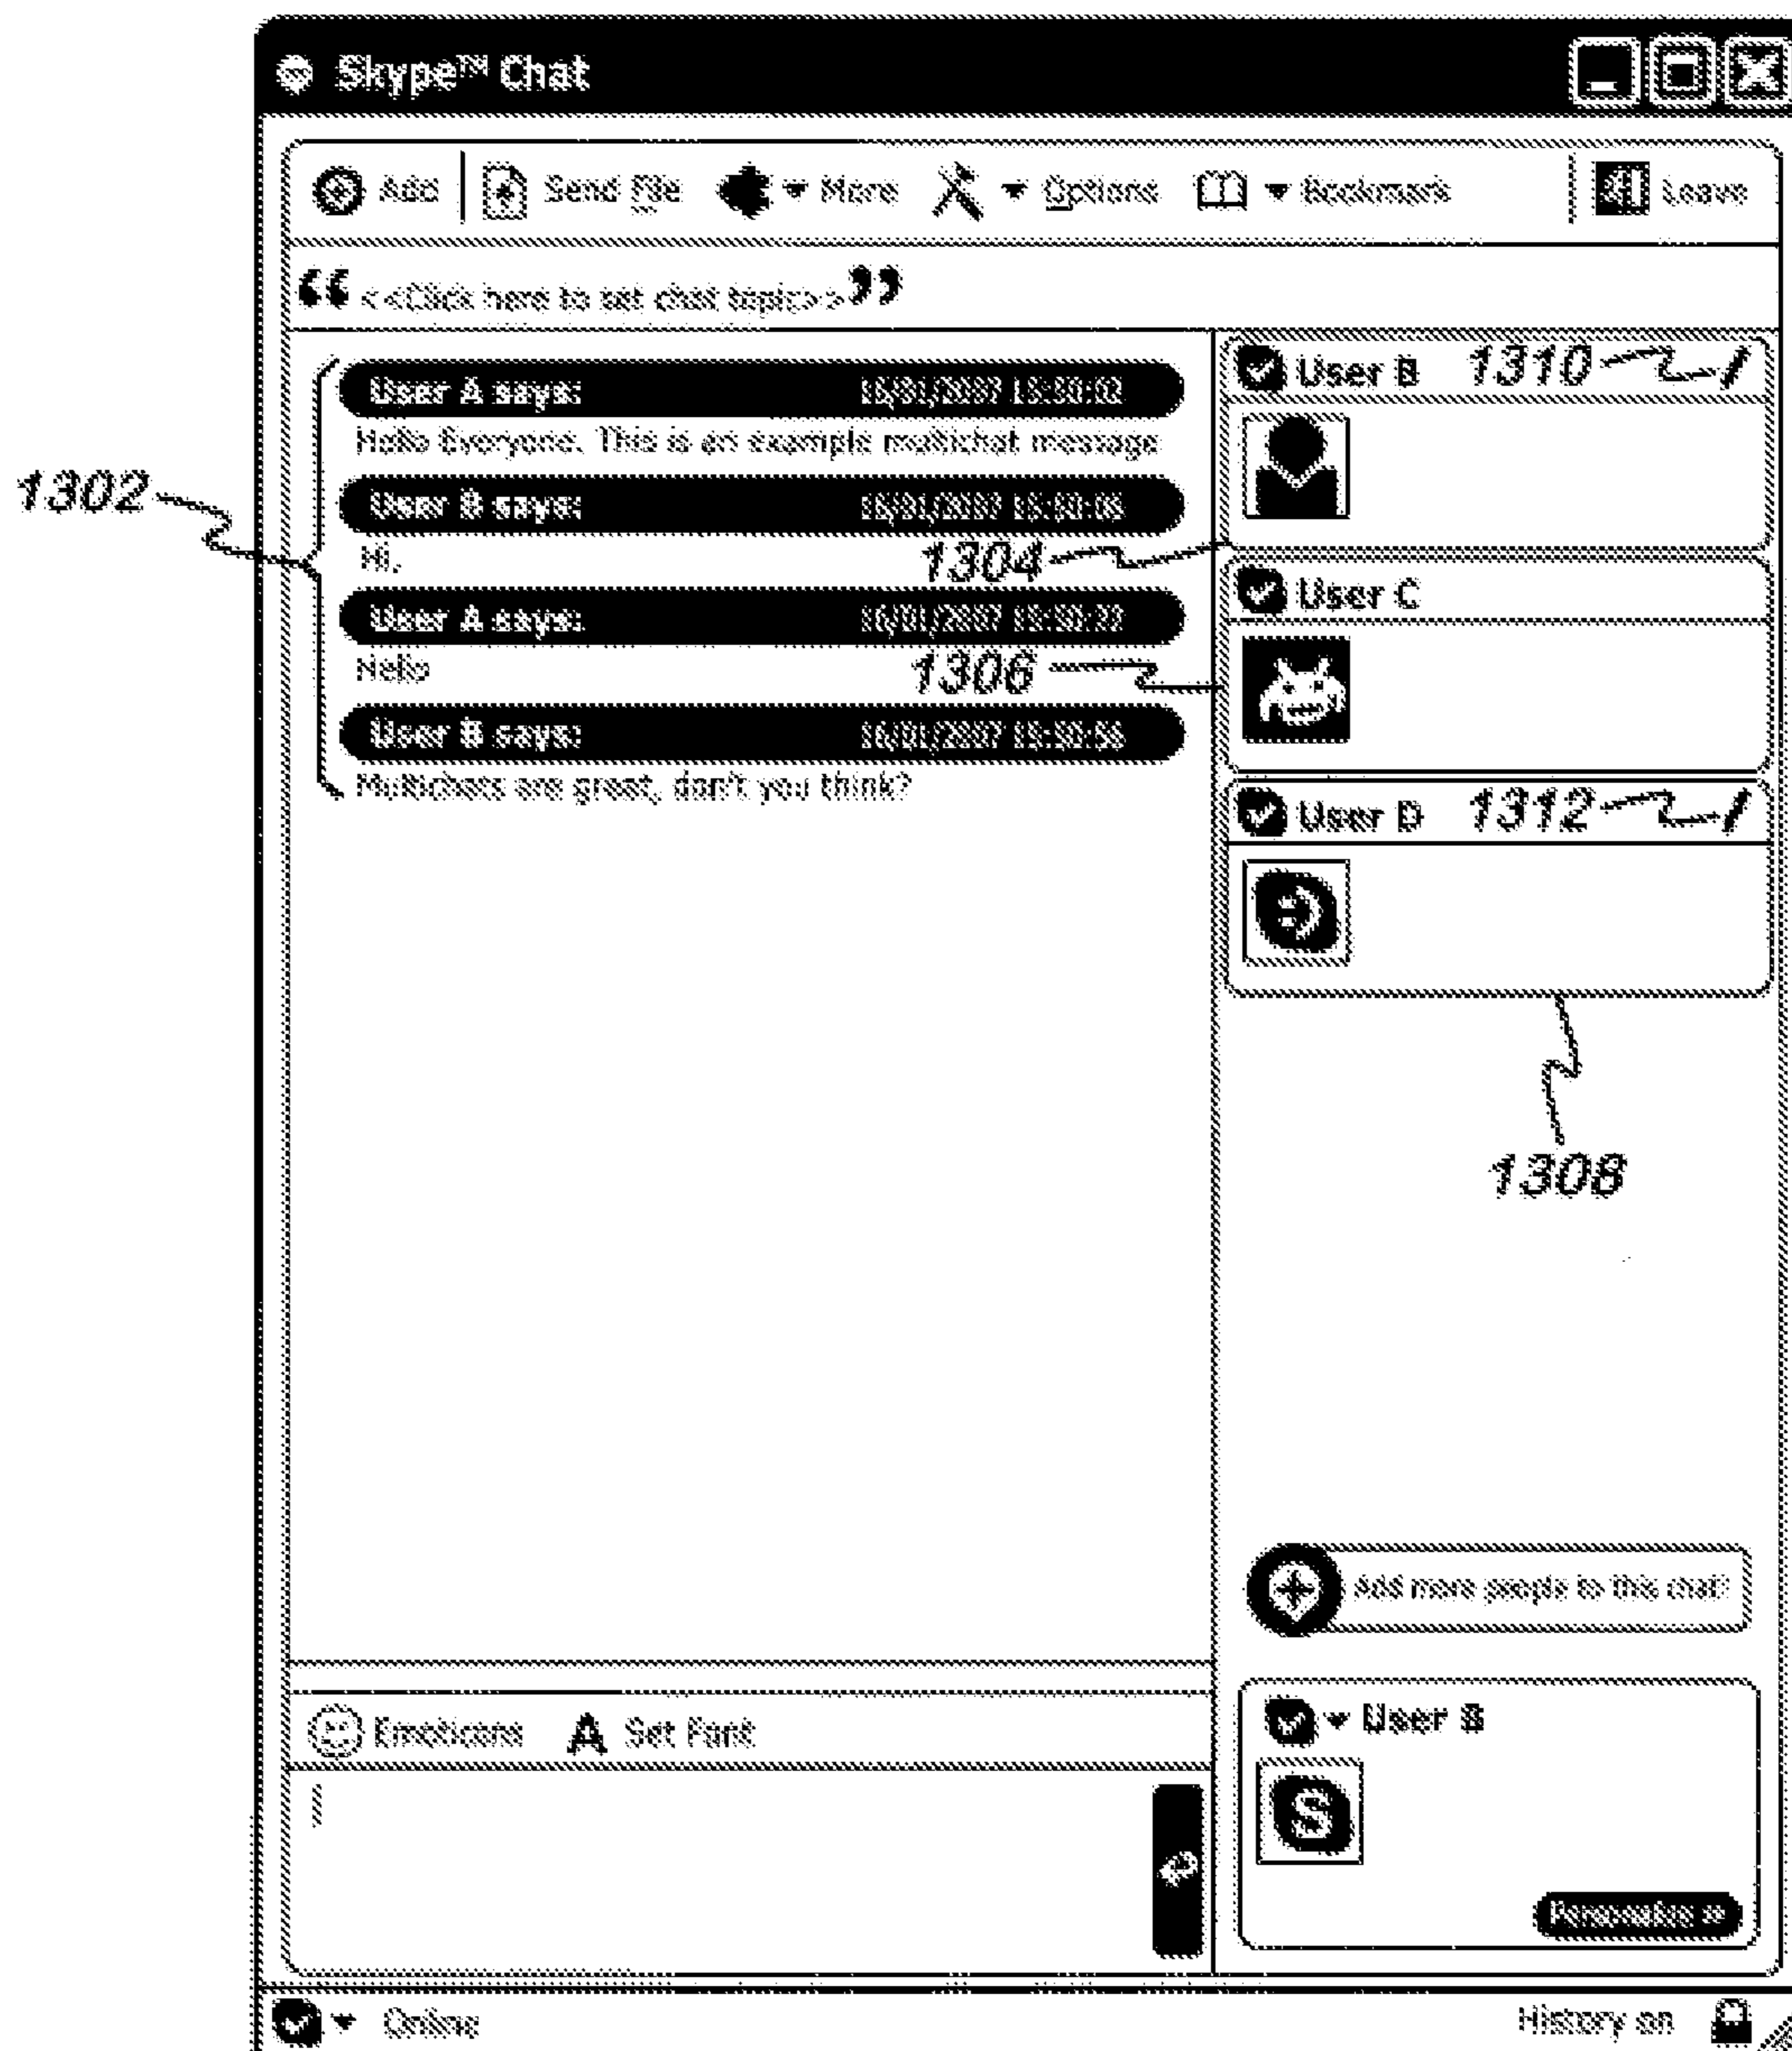 Skype™ Chat
Add Send File More Options Bookmark Leave
“ <<Click here to set chat topic>> ”
User A says:
Hello Everyone. This is an example multichat message
User B says:
Hi.
User A says:
Hello
User B says:
Multichats are great, don't you think?
1302
1304
1306
User B 1310
User C
User D 1312
1308
Add more people to this chat
Emoticons A Set Font
User B
S
Personalise
Online
History on